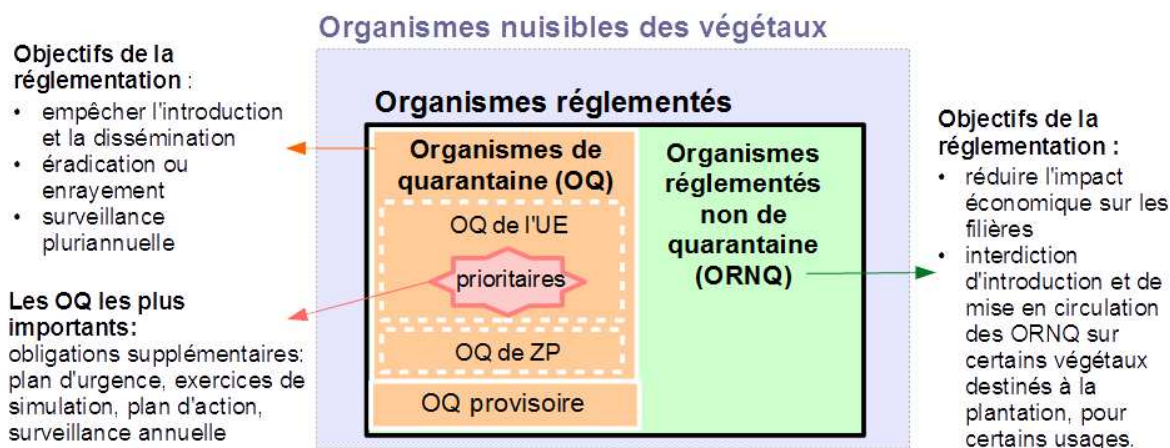 Organismes nuisibles des végétaux
Objectifs de la
réglementation :
• empêcher l'introduction
et la dissémination
• éradication ou
enrayement
• surveillance
pluriannuelle
Les OQ les plus
importants:
obligations supplémentaires:
plan d'urgence, exercices de
simulation, plan d'action,
surveillance annuelle
Organismes réglementés
Organismes de
quarantaine (OQ)
OQ de l'UE
prioritaires
OQ de ZP
OQ provisoire
Organismes
réglementés
non de
quarantaine
(ORNQ)
Objectifs de la
réglementation :
• réduire l'impact
économique sur les
filières
• interdiction
d'introduction et de
mise en circulation
des ORNQ sur
certains végétaux
destinés à la
plantation, pour
certains usages.